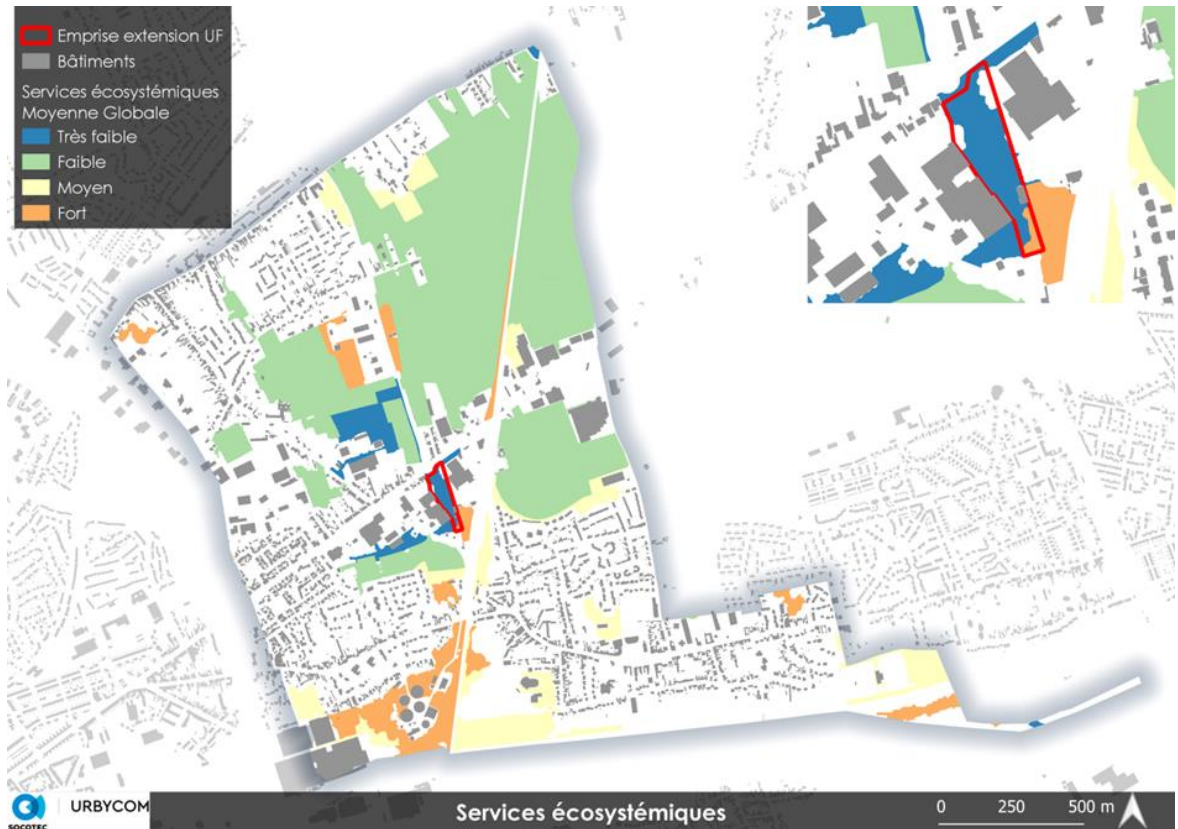 Emprise extension UF
Bâtiments
Services écosystémiques
Moyenne Globale
Très faible
Faible
Moyen
Fort
SOCOTEC
URBYCOM
Services écosystémiques
0 250 500 m